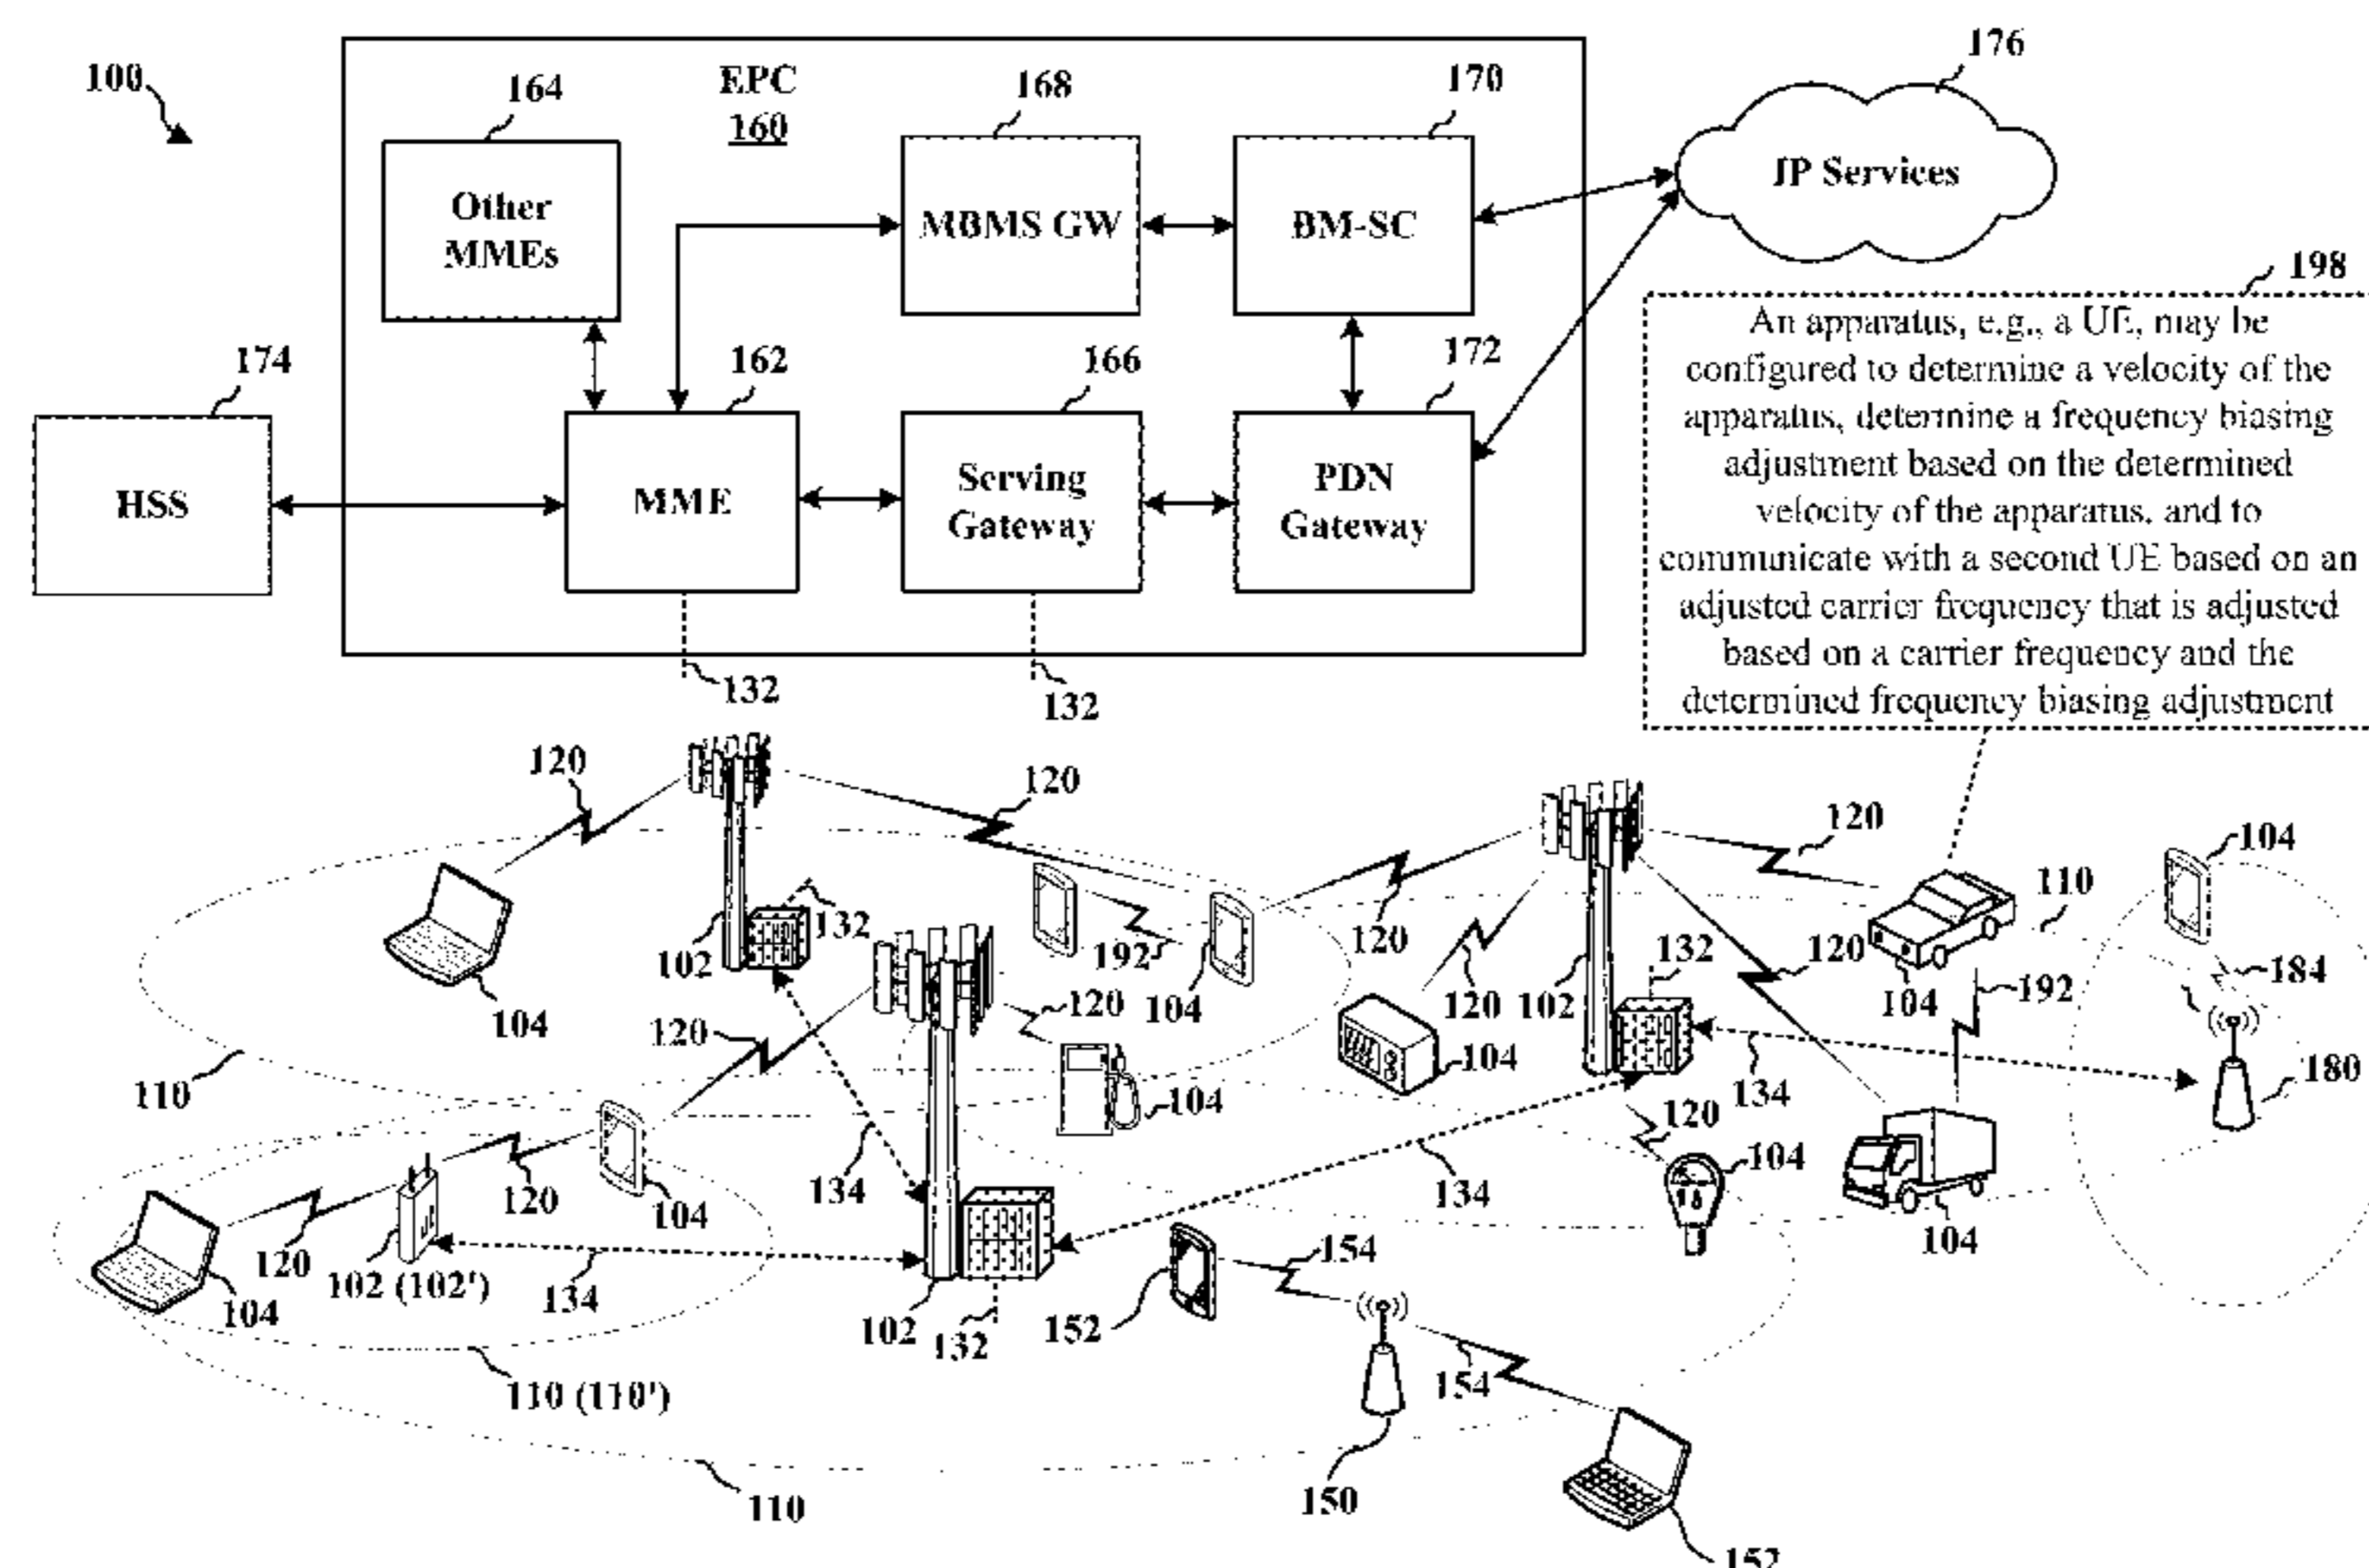 100
EPC
160
164
168
170
176
Other
MMEs
MBMS GW
BM-SC
IP Services
198
174
162
166
172
HSS
MME
Serving
Gateway
PDN
Gateway
An apparatus, e.g., a UE, may be
configured to determine a velocity of the
apparatus, determine a frequency biasing
adjustment based on the determined
velocity of the apparatus, and to
communicate with a second UE based on an
adjusted carrier frequency that is adjusted
based on a carrier frequency and the
determined frequency biasing adjustment
132
132
120
120
120
104
110
132
102
192
104
120
120
102
132
120
104
192
184
104
120
120
110
104
104
134
180
120
104
134
134
104
104
120
120
104
102 (102')
134
104
102
132
152
154
154
110 (110')
110
150
152